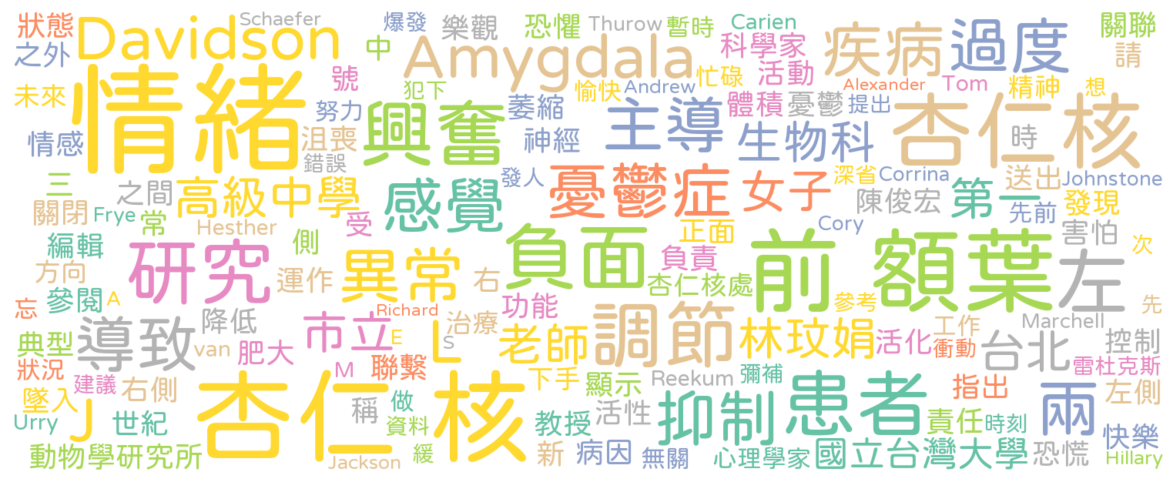 狀態 Schaefer 爆發 樂觀 恐懼 Thurow 暫時 Carien 關聯
之外 Davidson 中 Amygdala 科學家 疾病 過度 請
未來 情緒 號 犯下 愉快 Andrew 忙碌 活動 Alexander Tom 精神 想
情感 努力 沮喪 興奮 萎縮 神經 主導 體積 憂鬱 提出 生物科 杏仁核 時
錯誤 發人 深省 Corrina 送出 Johnstone
三 之間 高級中學 感覺 憂鬱症 女子 陳俊宏 第一 先前 發現
關閉 Frye 常 Hesther 受 正面 Cory 害怕 次
編輯 側 研究 異常 負面 負責 前額葉 左
方向 運作 右 杏仁核處
忘 參閱 A Richard 功能 參考 先
導致 降低 市立 E L S 治療 老師 調節 林玟娟 活化 工作 Marchell 控制
典型 van 肥大 衝動 台北
狀況 建議 M 聯繫 下手 顯示 Reekum 彌補 指出 雷杜克斯
墜入 右側 杏仁核 稱 做 患者 兩 左側
Urry J 世紀 資料 教授 活性 抑制 責任 時刻 快樂
動物學研究所 Jackson 緩 新 病因 無關 心理學家 國立台灣大學 恐慌 Hillary